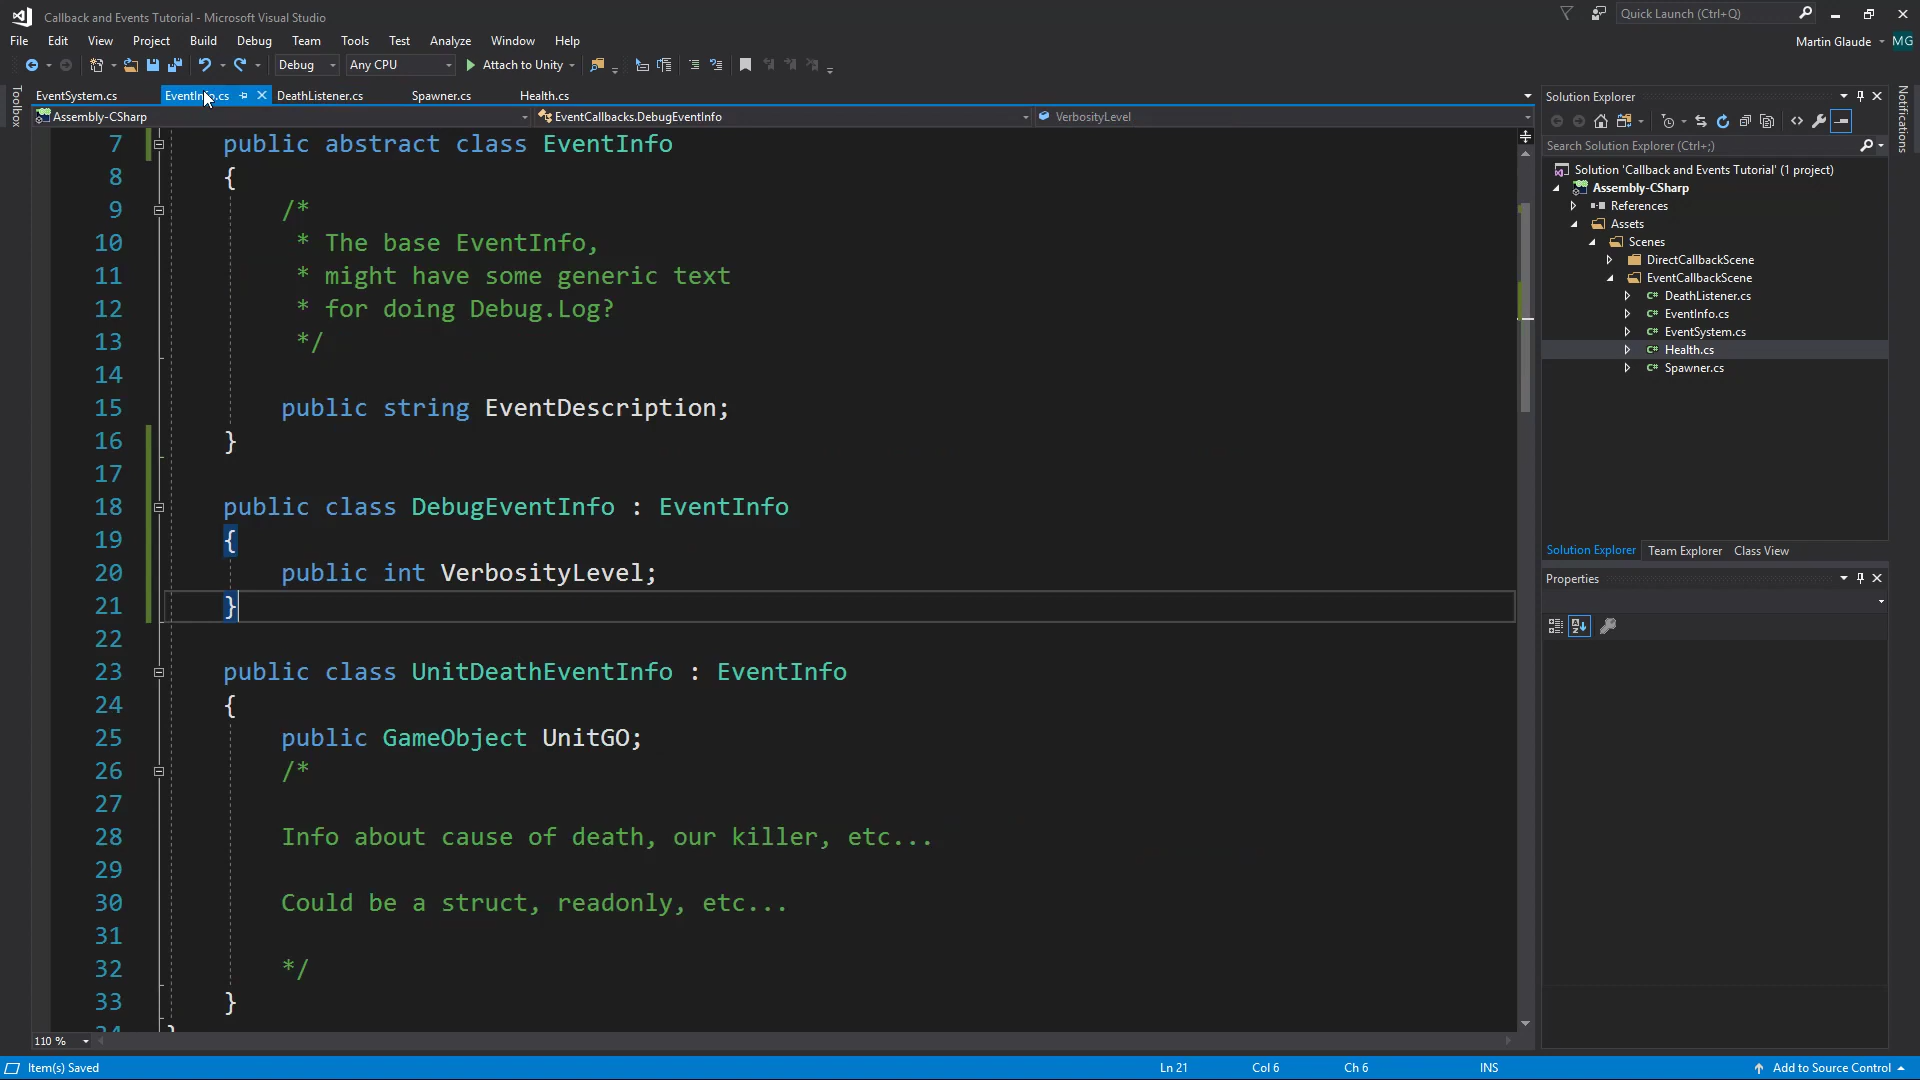 Callback and Events Tutorial - Microsoft Visual Studio
Quick Launch (Ctrl+Q)
File Edit View Project Build Debug Team Tools Test Analyze Window Help
Martin Glaude MG
Debug Any CPU Attach to Unity
Toolbox
EventSystem.cs DeathListener.cs Spawner.cs Health.cs
Assembly-CSharp EventCallbacks.DebugEventInfo VerbosityLevel
7 public abstract class EventInfo
8 {
9 /*
10 * The base EventInfo,
11 * might have some generic text
12 * for doing Debug.Log?
13 */
14
15 public string EventDescription;
16 }
17
18 public class DebugEventInfo : EventInfo
19 {
20 public int VerbosityLevel;
21 }
22
23 public class UnitDeathEventInfo : EventInfo
24 {
25 public GameObject UnitGO;
26 /*
27
28 Info about cause of death, our killer, etc...
29
30 Could be a struct, readonly, etc...
31
32 */
33 }
110 %
Solution Explorer
Search Solution Explorer (Ctrl+;)
Solution 'Callback and Events Tutorial' (1 project)
Assembly-CSharp
References
Assets
Scenes
DirectCallbackScene
EventCallbackScene
C# DeathListener.cs
C# EventInfo.cs
C# EventSystem.cs
C# Health.cs
C# Spawner.cs
Solution Explorer Team Explorer Class View
Properties
Notifications
Item(s) Saved Ln 21 Col 6 Ch 6 INS Add to Source Control